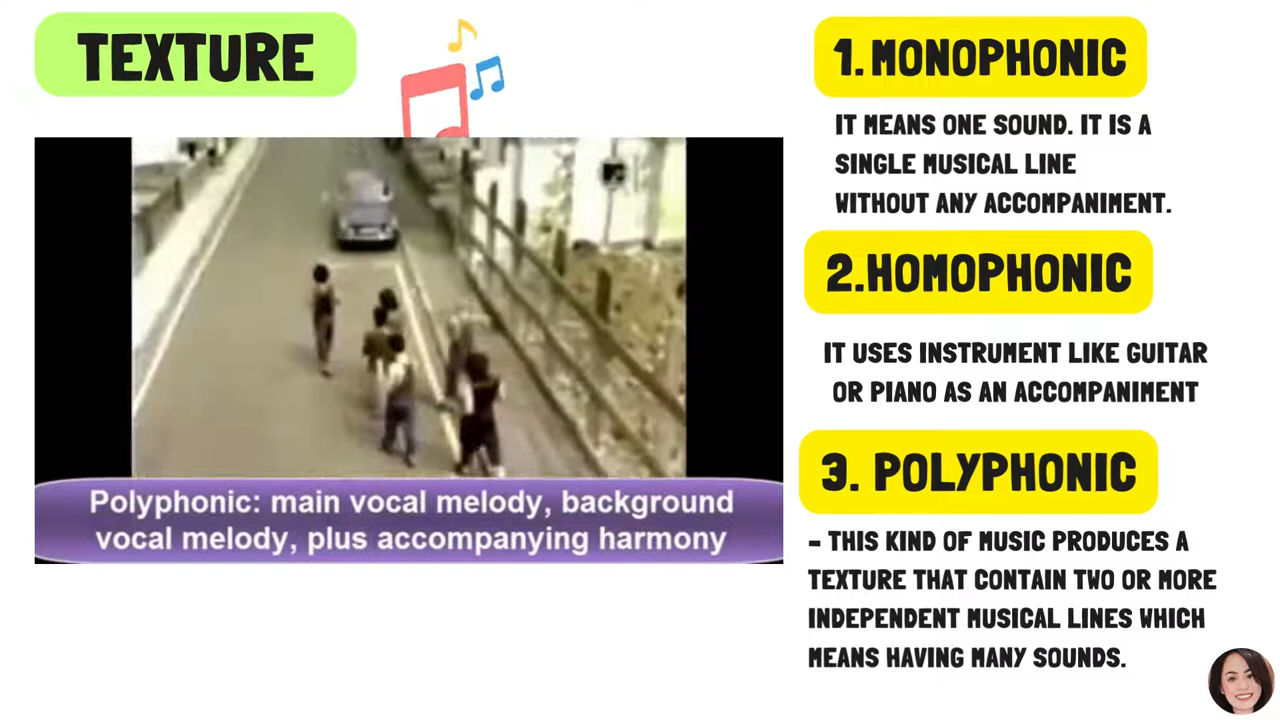 TEXTURE
Polyphonic: main vocal melody, background
vocal melody, plus accompanying harmony
1. MONOPHONIC
IT MEANS ONE SOUND. IT IS A
SINGLE MUSICAL LINE
WITHOUT ANY ACCOMPANIMENT.
2.HOMOPHONIC
IT USES INSTRUMENT LIKE GUITAR
OR PIANO AS AN ACCOMPANIMENT
3. POLYPHONIC
– THIS KIND OF MUSIC PRODUCES A
TEXTURE THAT CONTAIN TWO OR MORE
INDEPENDENT MUSICAL LINES WHICH
MEANS HAVING MANY SOUNDS.